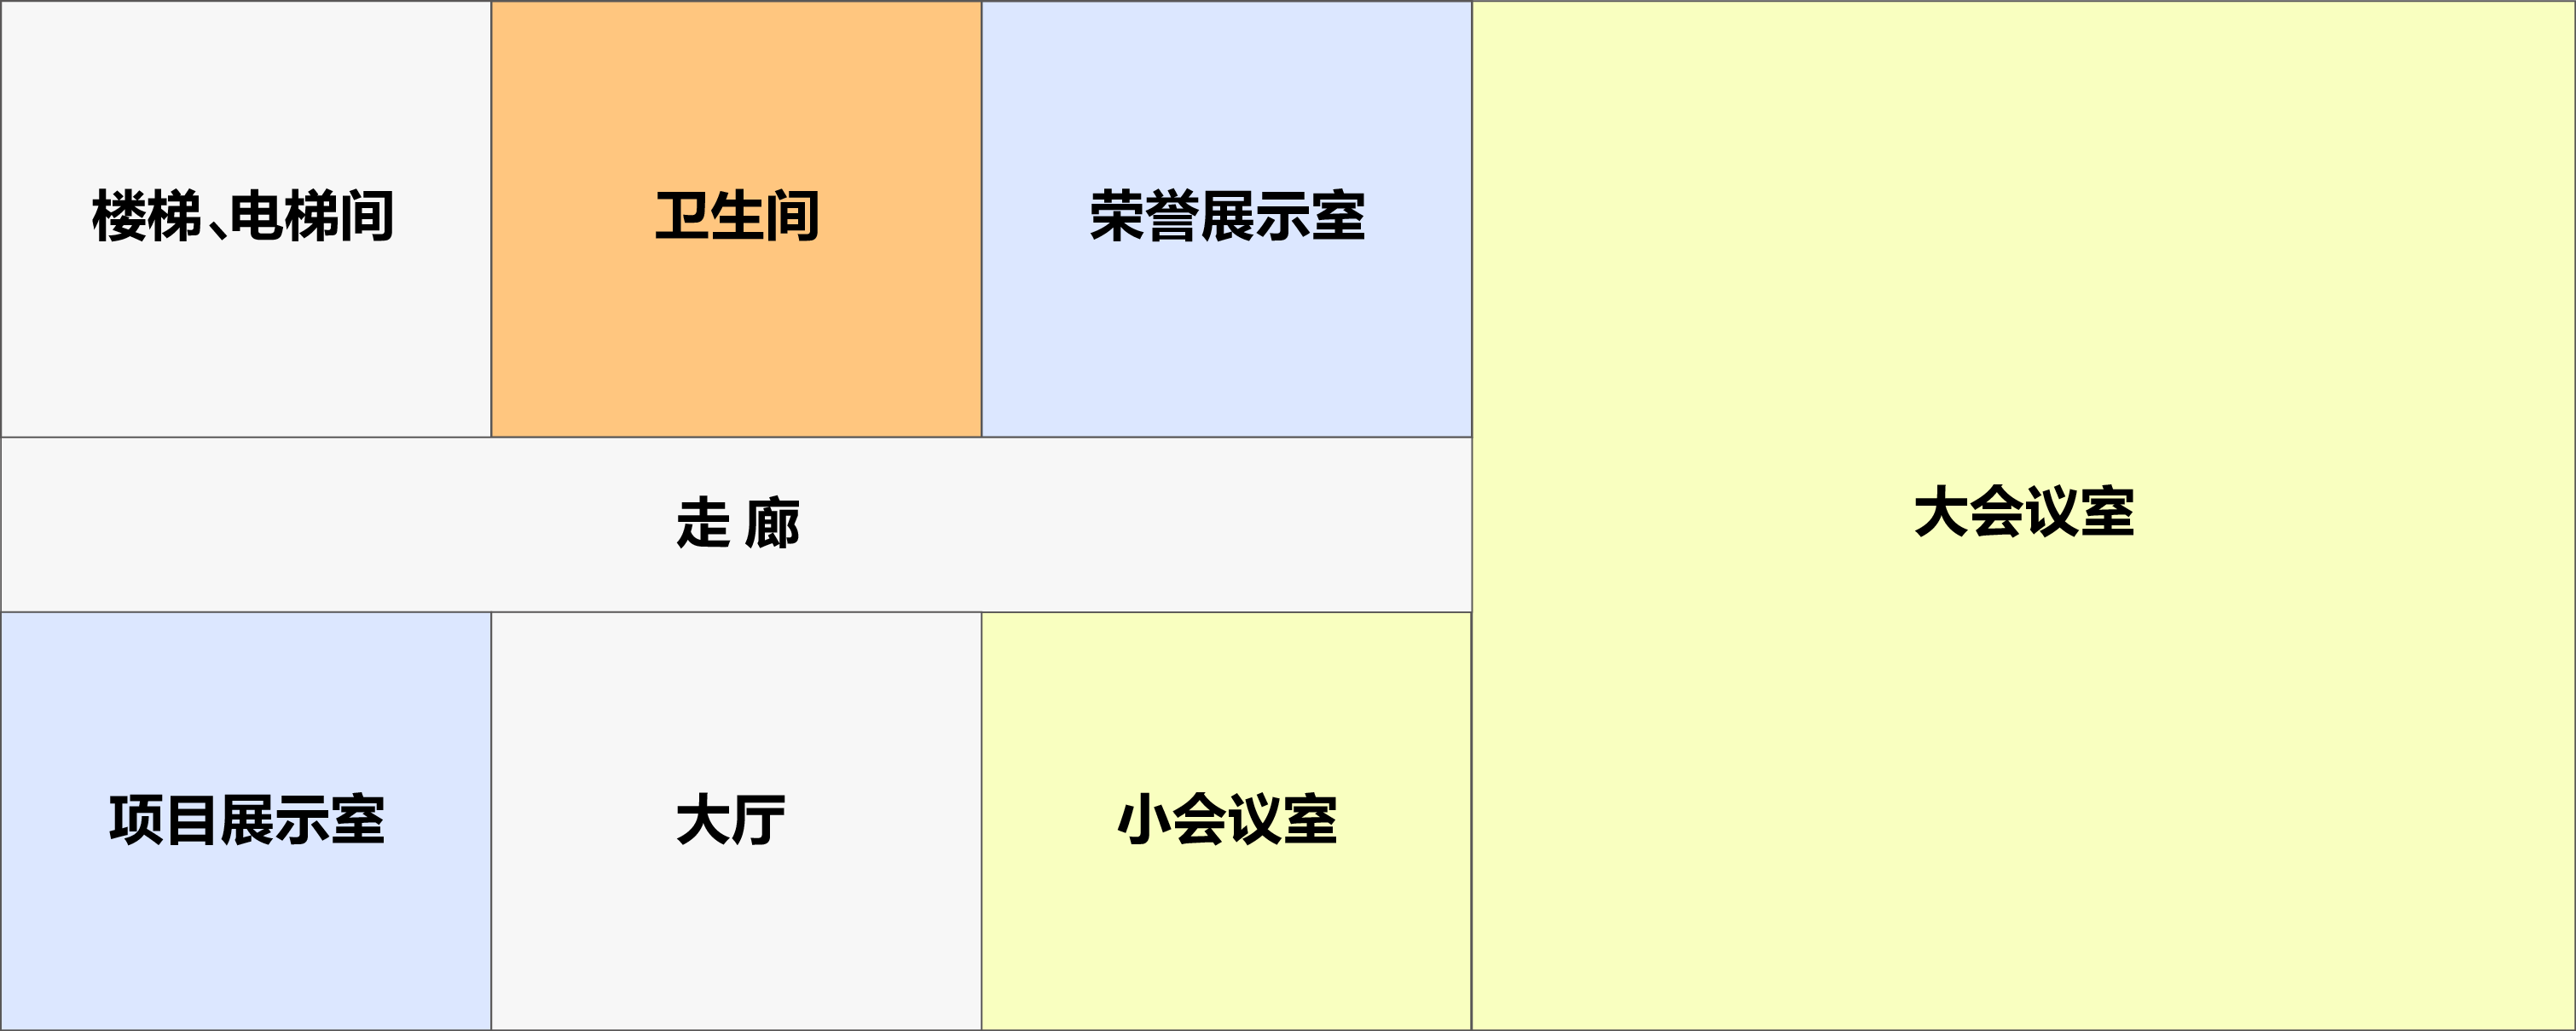 楼梯、电梯间
卫生间
荣誉展示室
走 廊
大会议室
项目展示室
大厅
小会议室